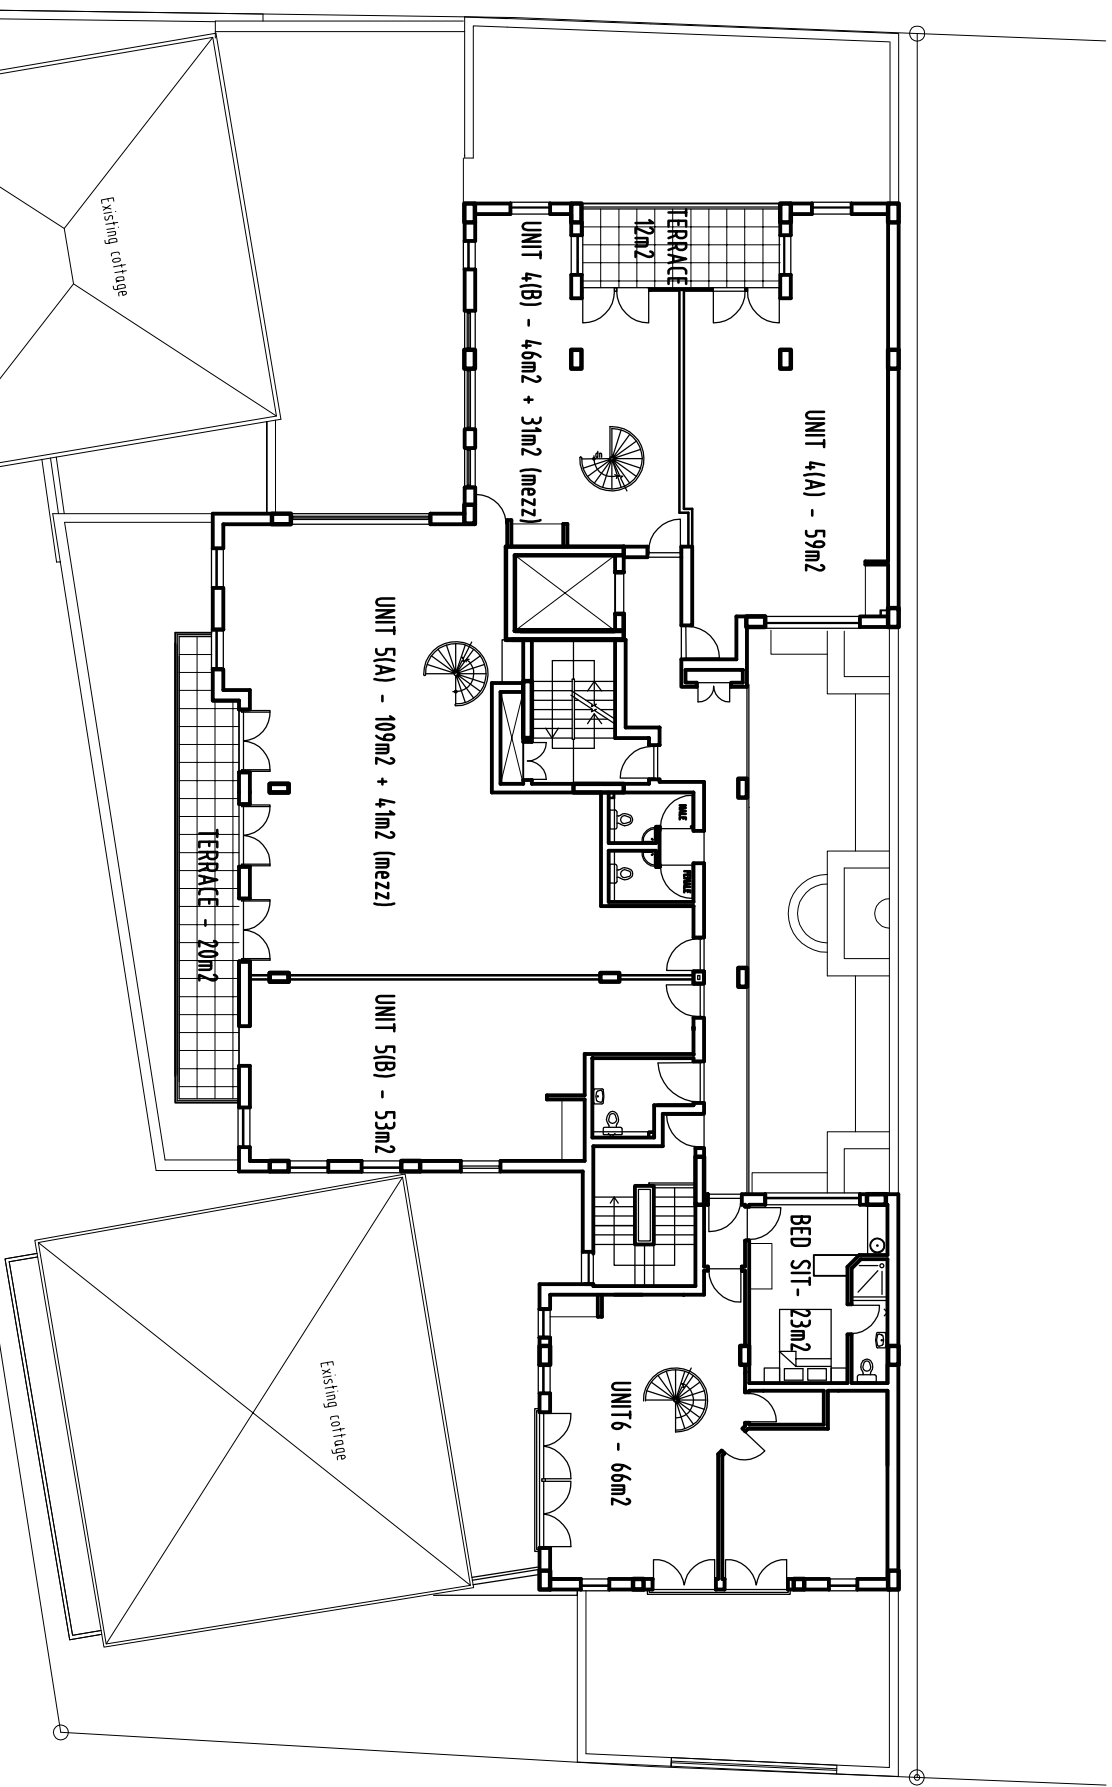 Existing cottage
TERRACE
12m2
UNIT 4(B) - 46m2 + 31m2 (mezz)
UNIT 4(A) - 59m2
UNIT 5(A) - 109m2 + 41m2 (mezz)
MALE
FEMALE
TERRACE - 20m2
UNIT 5(B) - 53m2
BED SIT- 23m2
Existing cottage
UNIT6 - 66m2